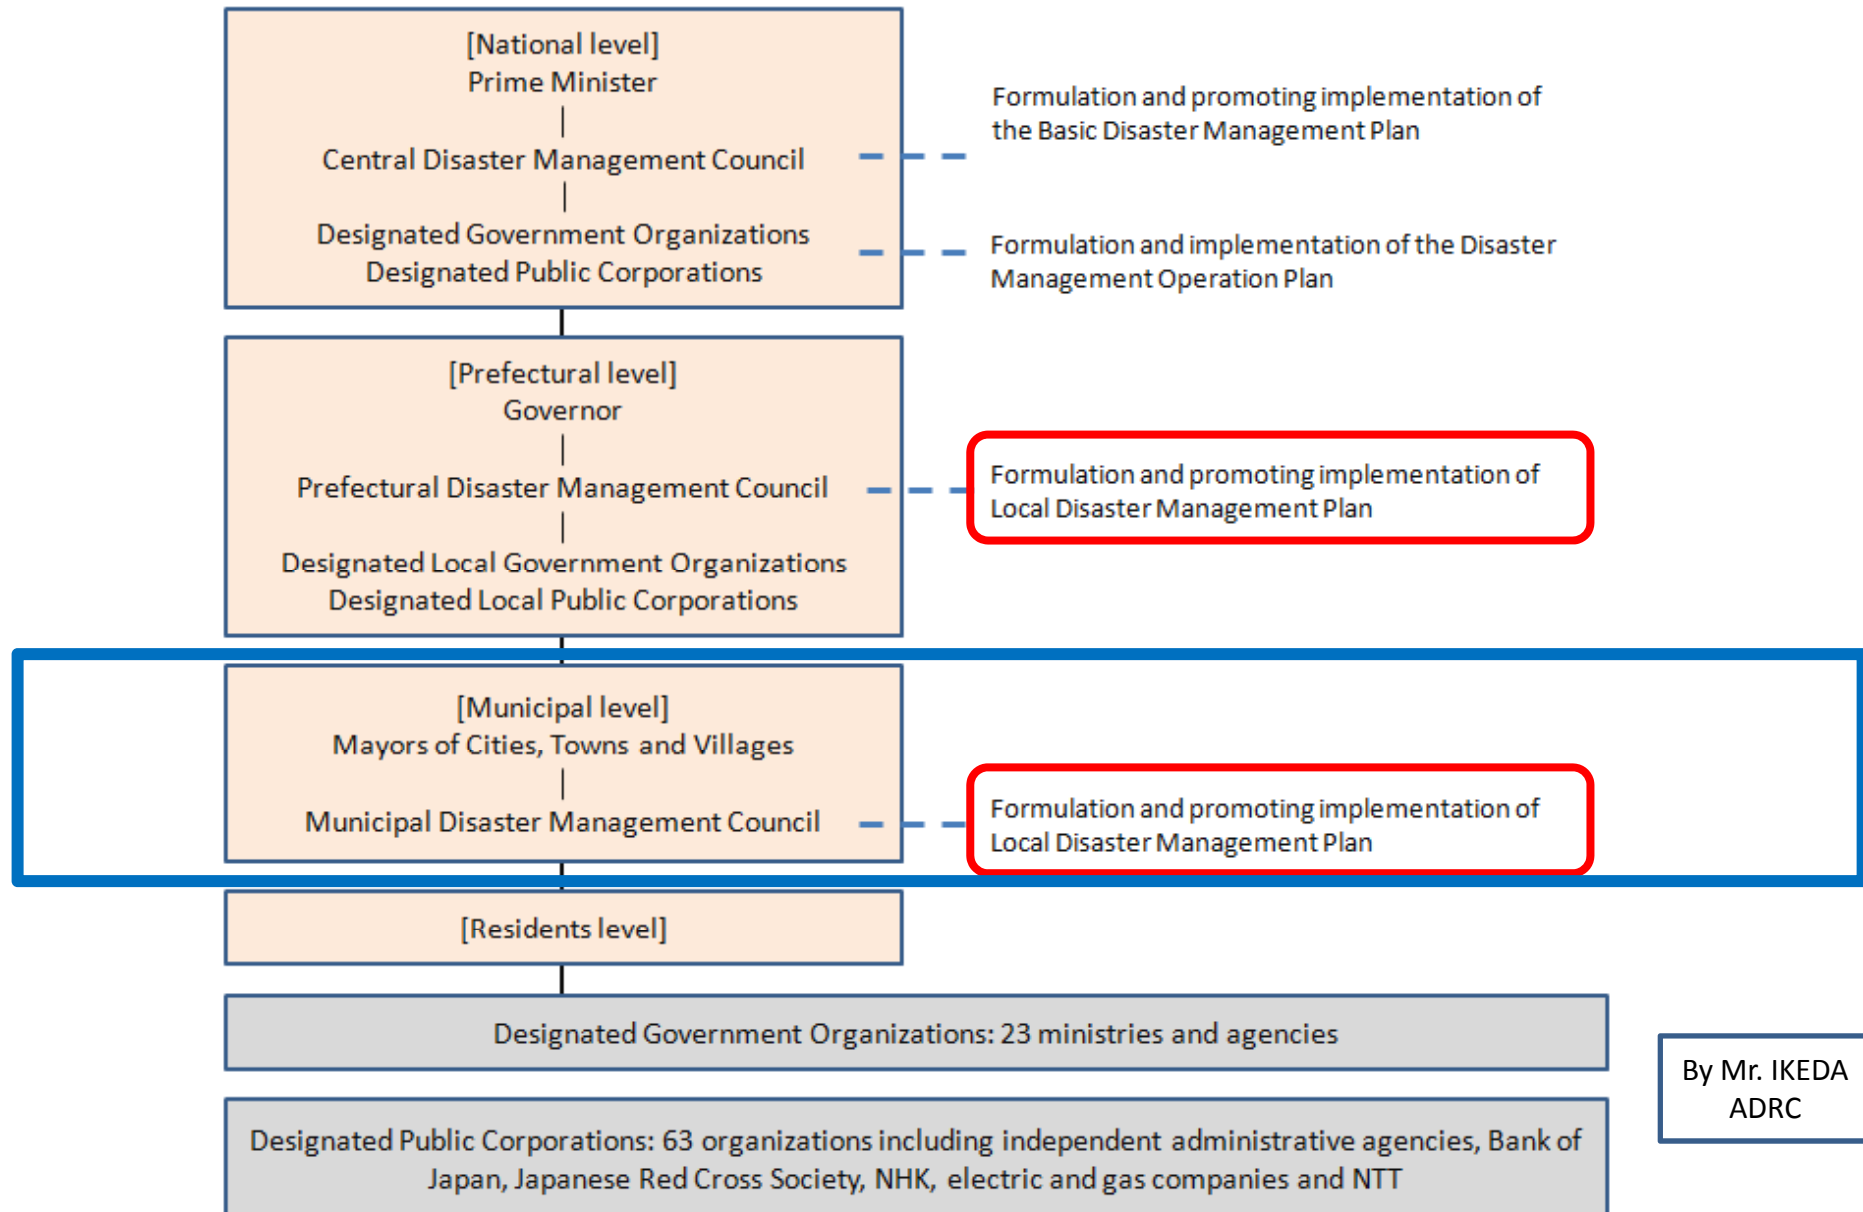 [National level]
Prime Minister
Central Disaster Management Council
Designated Government Organizations
Designated Public Corporations
Formulation and promoting implementation of
the Basic Disaster Management Plan
Formulation and implementation of the Disaster
Management Operation Plan
[Prefectural level]
Governor
Prefectural Disaster Management Council
Designated Local Government Organizations
Designated Local Public Corporations
Formulation and promoting implementation of
Local Disaster Management Plan
[Municipal level]
Mayors of Cities, Towns and Villages
Municipal Disaster Management Council
Formulation and promoting implementation of
Local Disaster Management Plan
[Residents level]
Designated Government Organizations: 23 ministries and agencies
Designated Public Corporations: 63 organizations including independent administrative agencies, Bank of
Japan, Japanese Red Cross Society, NHK, electric and gas companies and NTT
By Mr. IKEDA
ADRC